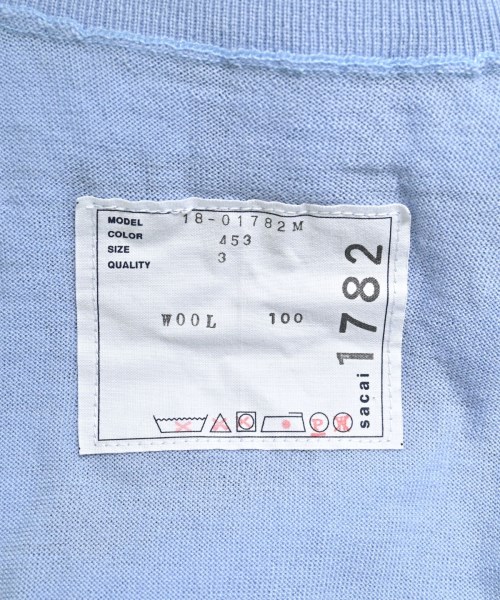 MODEL 18-01782M
COLOR 453
SIZE 3
QUALITY
WOOL 100
P W
sacai 1782